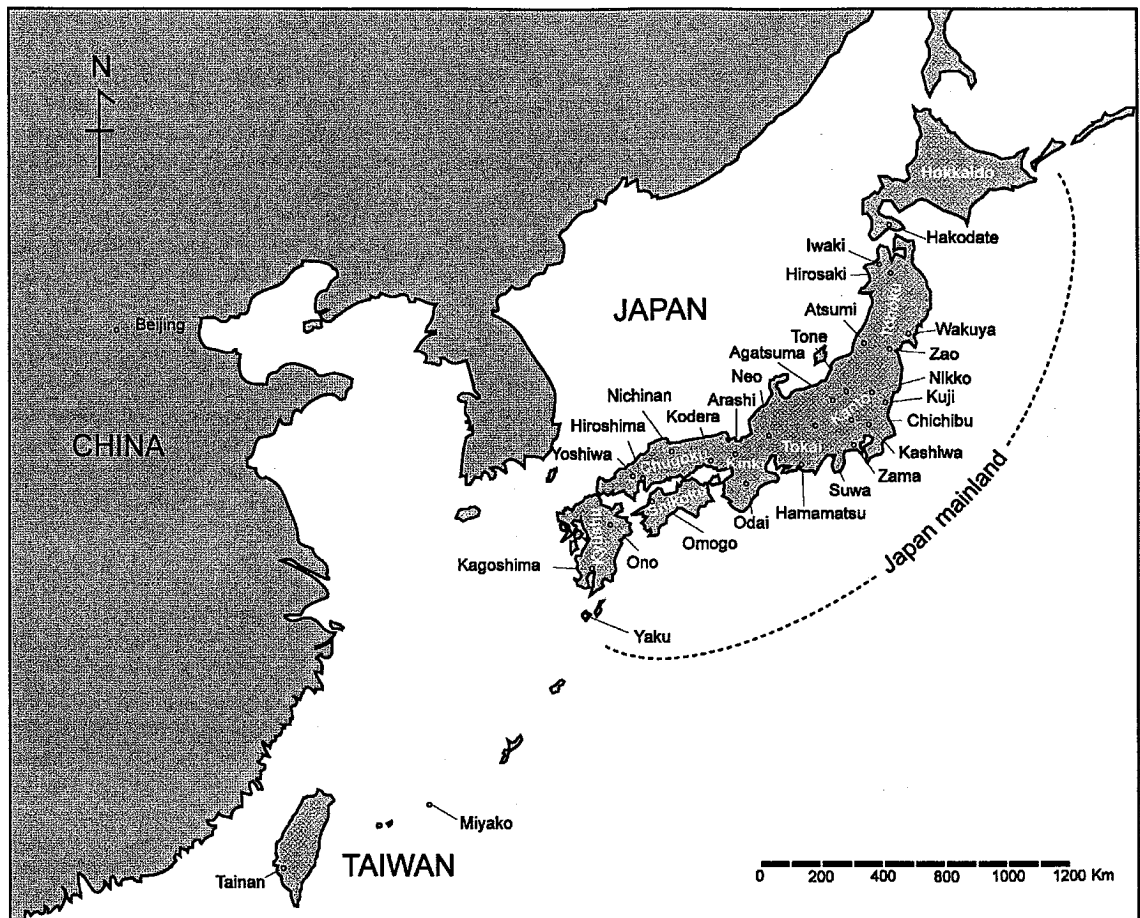 N
Hokkaido
Hakodate
Iwaki
Hirosaki
JAPAN
Atsumi
Tohoku
Wakuya
Beijing
Tone
Zao
Agatsuma
Nikko
Neo
Kuji
Nichinan
Arashi
Kanto
Chichibu
Kodera
Hiroshima
Kashiwa
CHINA
Yoshiwa
Chugoku
Tokai
Zama
Suwa
Hamamatsu
Odai
Omogo
Ono
Kagoshima
Japan mainland
Yaku
Miyako
TAIWAN
Tainan
0 200 400 600 800 1000 1200 Km